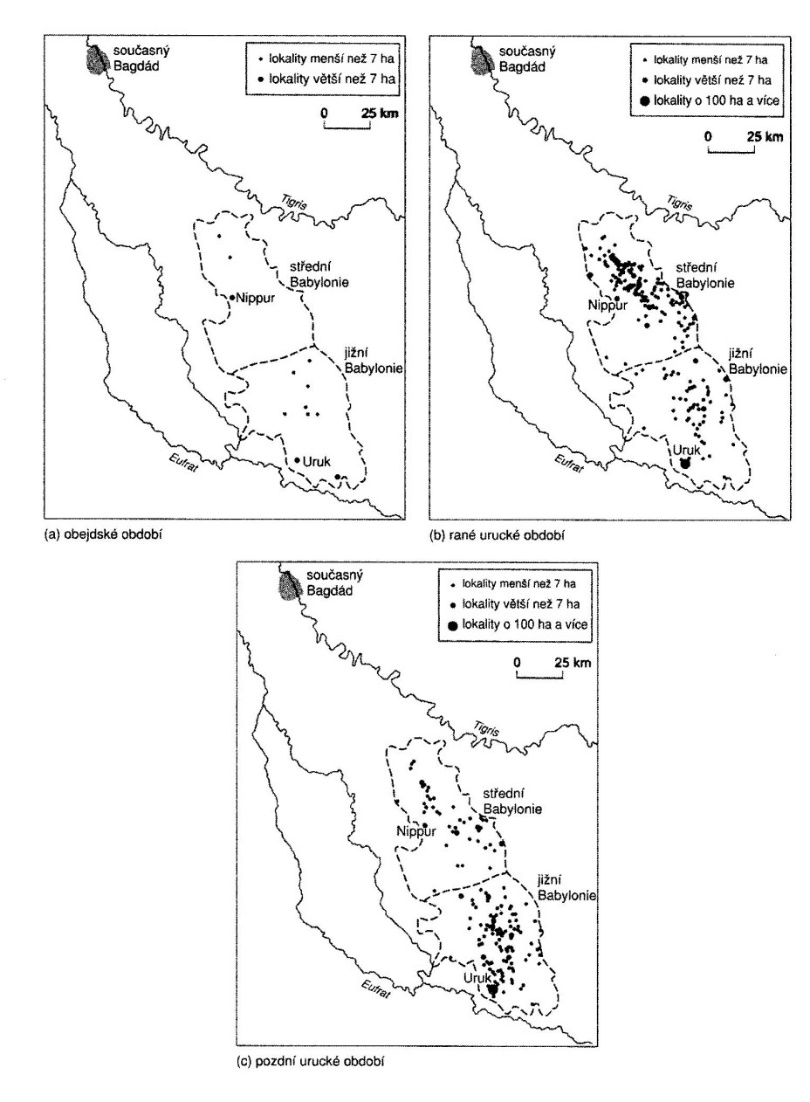 současný
Bagdád
lokality menší než 7 ha
lokality větší než 7 ha
0 25 km
Tigris
střední
Babylonie
Nippur
jižní
Babylonie
Uruk
Eufrat
(a) obejdské období
současný
Bagdád
lokality menší než 7 ha
lokality větší než 7 ha
lokality o 100 ha a více
0 25 km
Tigris
střední
Babylonie
Nippur
jižní
Babylonie
Uruk
Eufrat
(b) rané urucké období
současný
Bagdád
lokality menší než 7 ha
lokality větší než 7 ha
lokality o 100 ha a více
0 25 km
Tigris
střední
Babylonie
Nippur
jižní
Babylonie
Uruk
Eufrat
(c) pozdní urucké období